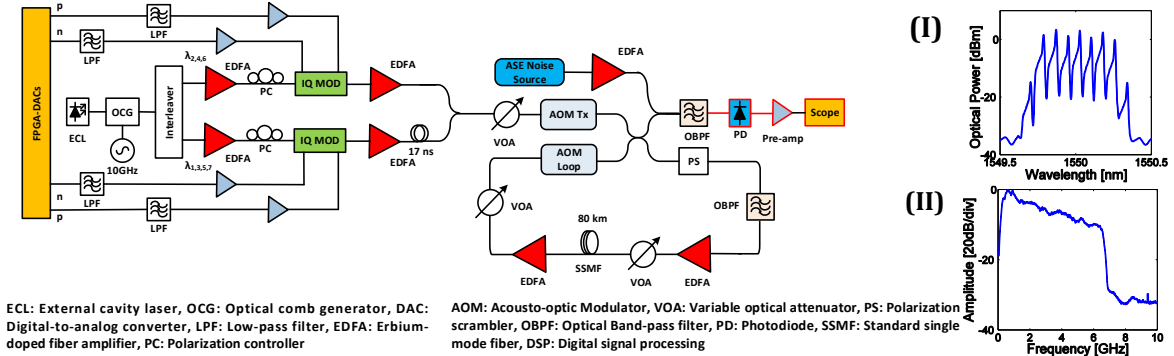 p
n
LPF
LPF
FPGA-DACs
ECL
OCG
10GHz
Interleaver
λ2,4,6
EDFA
PC
IQ MOD
EDFA
λ1,3,5,7
EDFA
PC
IQ MOD
EDFA
17 ns
n
p
LPF
LPF
ASE Noise Source
EDFA
VOA
AOM Tx
AOM Loop
OBPF
PD
Pre-amp
Scope
PS
OBPF
VOA
EDFA
80 km
SSMF
VOA
EDFA
(I)
Optical Power [dBm]
20
0
-20
-40
1549.5
1550
1550.5
Wavelength [nm]
(II)
Amplitude [20dB/div]
0
-20
-40
0
2
4
6
8
10
Frequency [GHz]
ECL: External cavity laser, OCG: Optical comb generator, DAC:
Digital-to-analog converter, LPF: Low-pass filter, EDFA: Erbium-
doped fiber amplifier, PC: Polarization controller
AOM: Acousto-optic Modulator, VOA: Variable optical attenuator, PS: Polarization
scrambler, OBPF: Optical Band-pass filter, PD: Photodiode, SSMF: Standard single
mode fiber, DSP: Digital signal processing